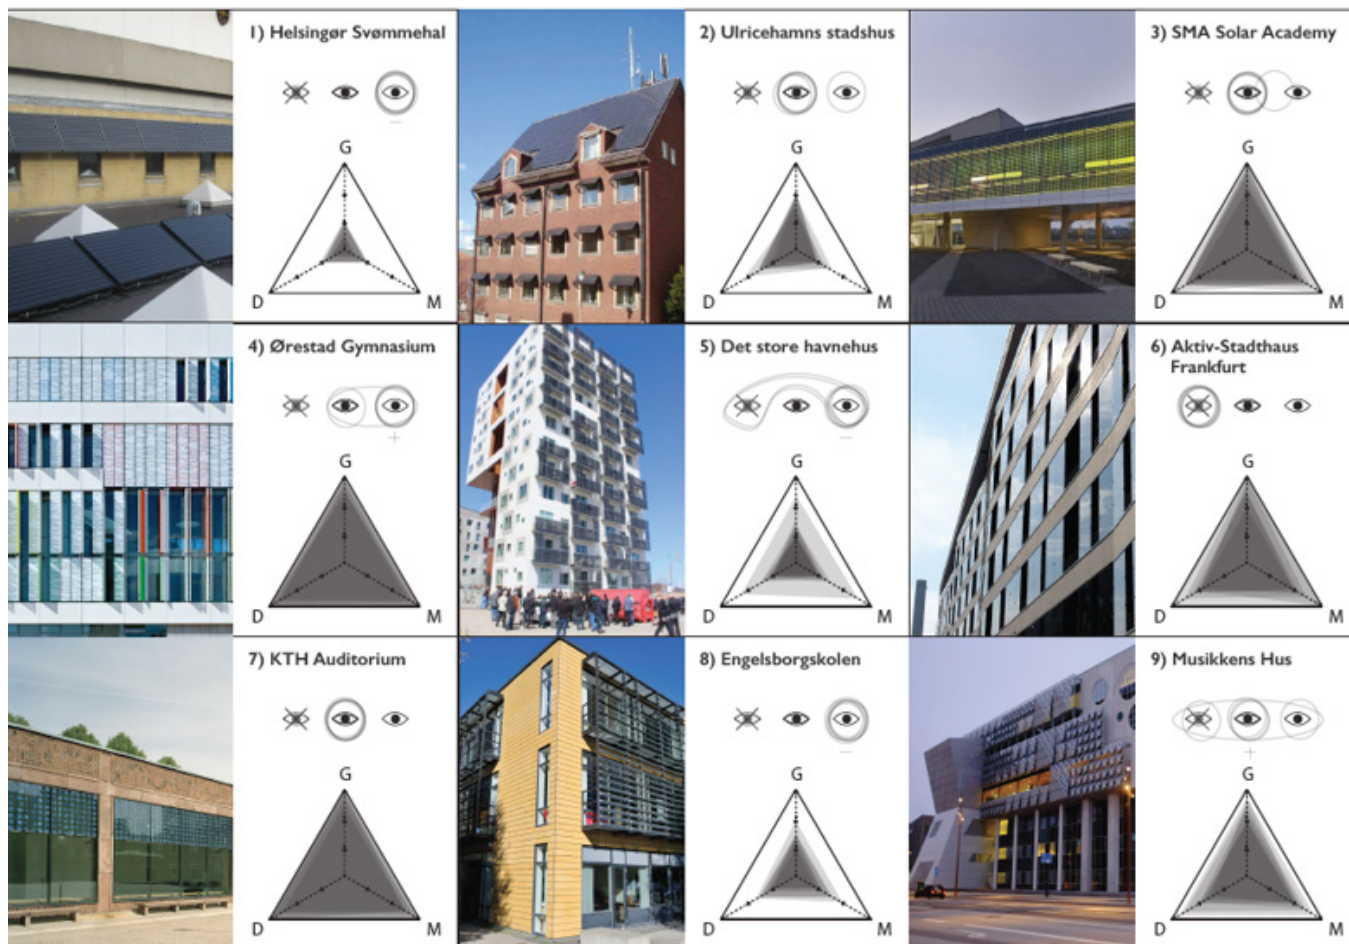 1) Helsingør Svømmehal
–
G
D M
2) Ulricehamns stadshus
G
D M
3) SMA Solar Academy
G
D M
4) Ørestad Gymnasium
+
G
D M
5) Det store havnehus
–
G
D M
6) Aktiv-Stadthaus
Frankfurt
G
D M
7) KTH Auditorium
G
D M
8) Engelsborgskolen
–
G
D M
9) Musikkens Hus
+
G
D M